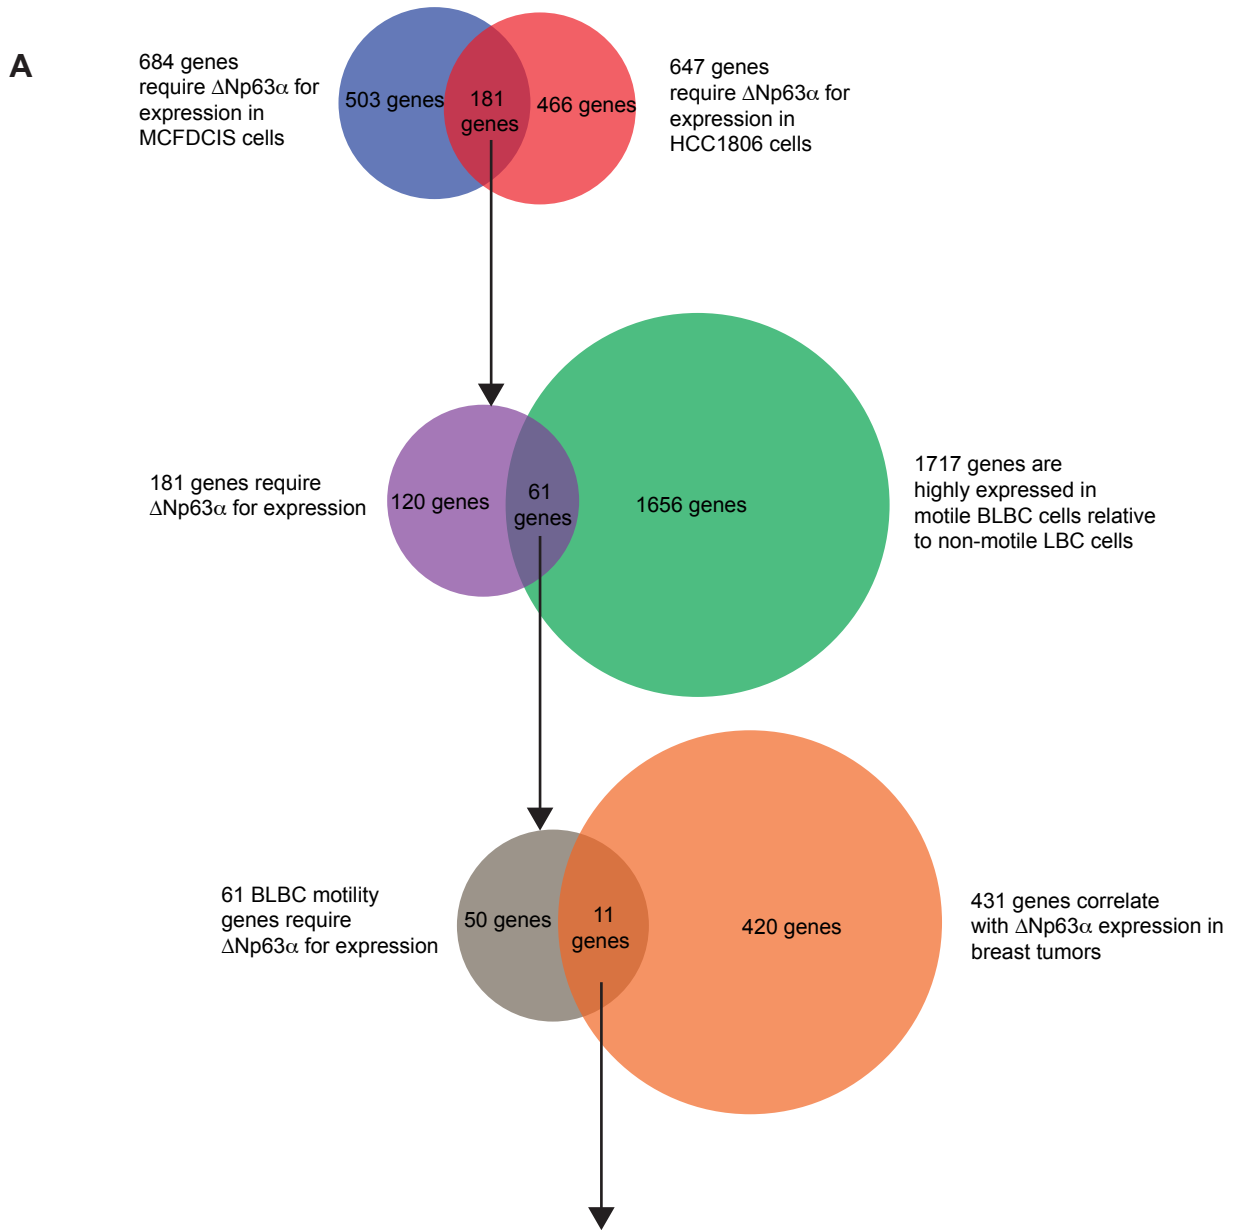 A
684 genes
require ΔNp63α for
expression in
MCFDCIS cells
503 genes
181
genes
466 genes
647 genes
require ΔNp63α for
expression in
HCC1806 cells
181 genes require
ΔNp63α for expression
120 genes
61
genes
1656 genes
1717 genes are
highly expressed in
motile BLBC cells relative
to non-motile LBC cells
61 BLBC motility
genes require
ΔNp63α for expression
50 genes
11
genes
420 genes
431 genes correlate
with ΔNp63α expression in
breast tumors